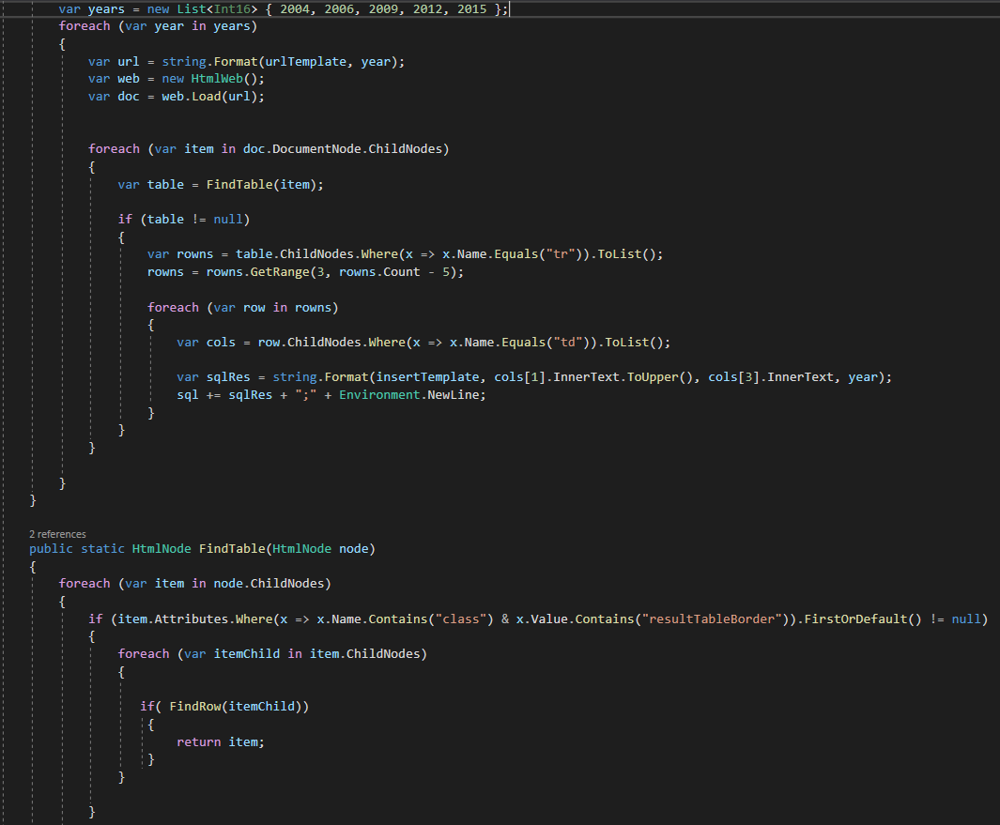 var years = new List<Int16> { 2004, 2006, 2009, 2012, 2015 };
foreach (var year in years)
{
var url = string.Format(urlTemplate, year);
var web = new HtmlWeb();
var doc = web.Load(url);
foreach (var item in doc.DocumentNode.ChildNodes)
{
var table = FindTable(item);
if (table != null)
{
var rowns = table.ChildNodes.Where(x => x.Name.Equals("tr")).ToList();
rowns = rowns.GetRange(3, rowns.Count - 5);
foreach (var row in rowns)
{
var cols = row.ChildNodes.Where(x => x.Name.Equals("td")).ToList();
var sqlRes = string.Format(insertTemplate, cols[1].InnerText.ToUpper(), cols[3].InnerText, year);
sql += sqlRes + ";" + Environment.NewLine;
}
}
}
}
}
2 references
public static HtmlNode FindTable(HtmlNode node)
{
foreach (var item in node.ChildNodes)
{
if (item.Attributes.Where(x => x.Name.Contains("class") & x.Value.Contains("resultTableBorder")).FirstOrDefault() != null)
{
foreach (var itemChild in item.ChildNodes)
{
if( FindRow(itemChild))
{
return item;
}
}
}